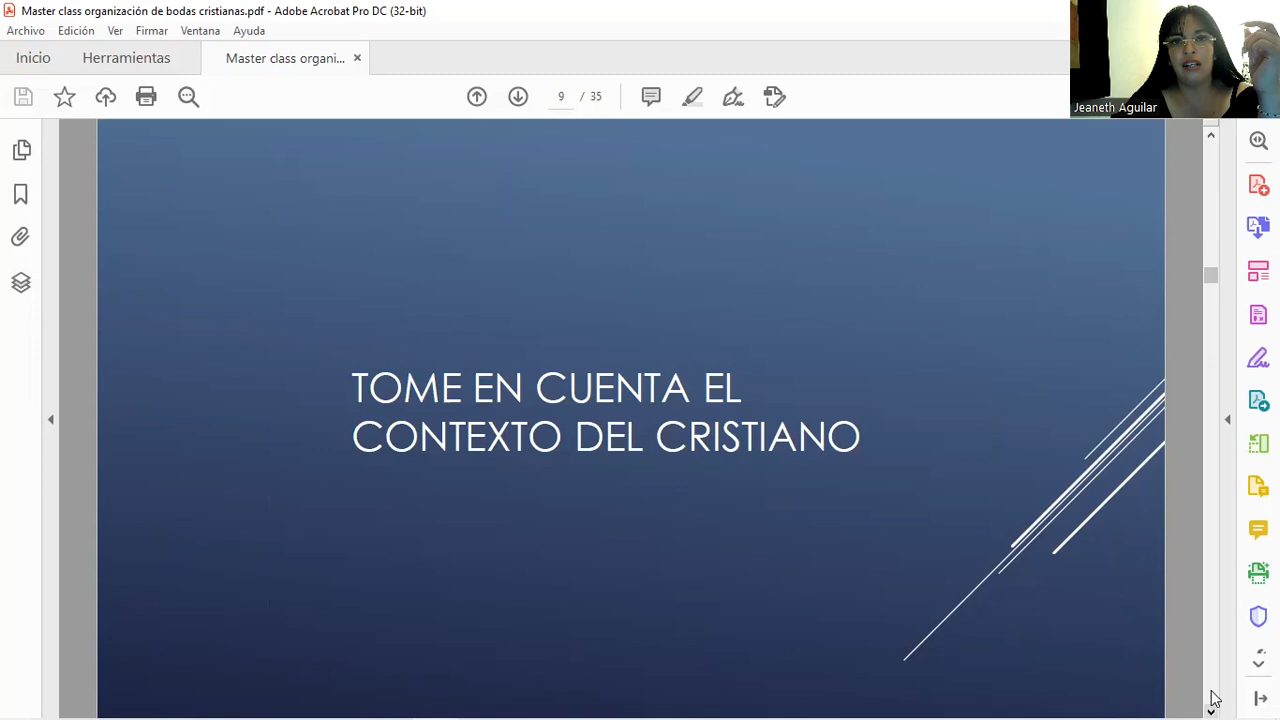 Master class organización de bodas cristianas.pdf - Adobe Acrobat Pro DC (32-bit)
Archivo Edición Ver Firmar Ventana Ayuda
Inicio Herramientas Master class organi... ×
9 / 35
Jeaneth Aguilar
TOME EN CUENTA EL
CONTEXTO DEL CRISTIANO